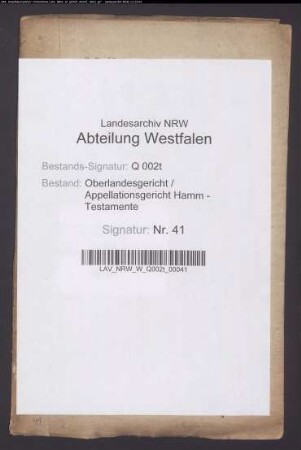 Landesarchiv NRW
Abteilung Westfalen
Bestands-Signatur: Q 002t
Bestand: Oberlandesgericht /
Appellationsgericht Hamm -
Testamente
Signatur: Nr. 41
LAV_NRW_W_Q002t_00041